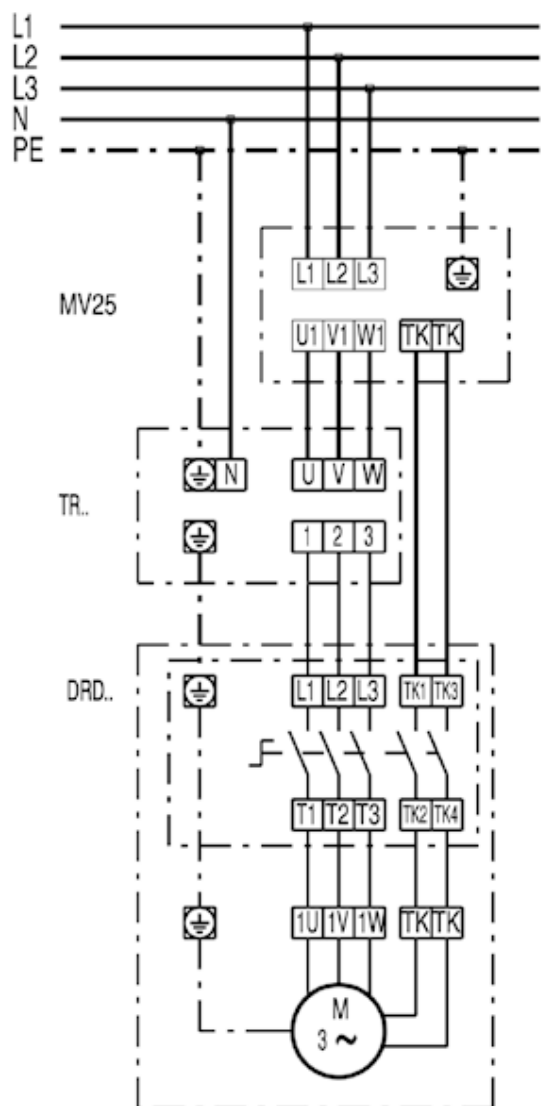 L1
L2
L3
N
PE
L1 L2 L3
MV25
U1 V1 W1 TK TK
N U V W
TR..
1 2 3
DRD..
L1 L2 L3 TK1 TK3
T1 T2 T3 TK2 TK4
1U 1V 1W TK TK
M
3 ~